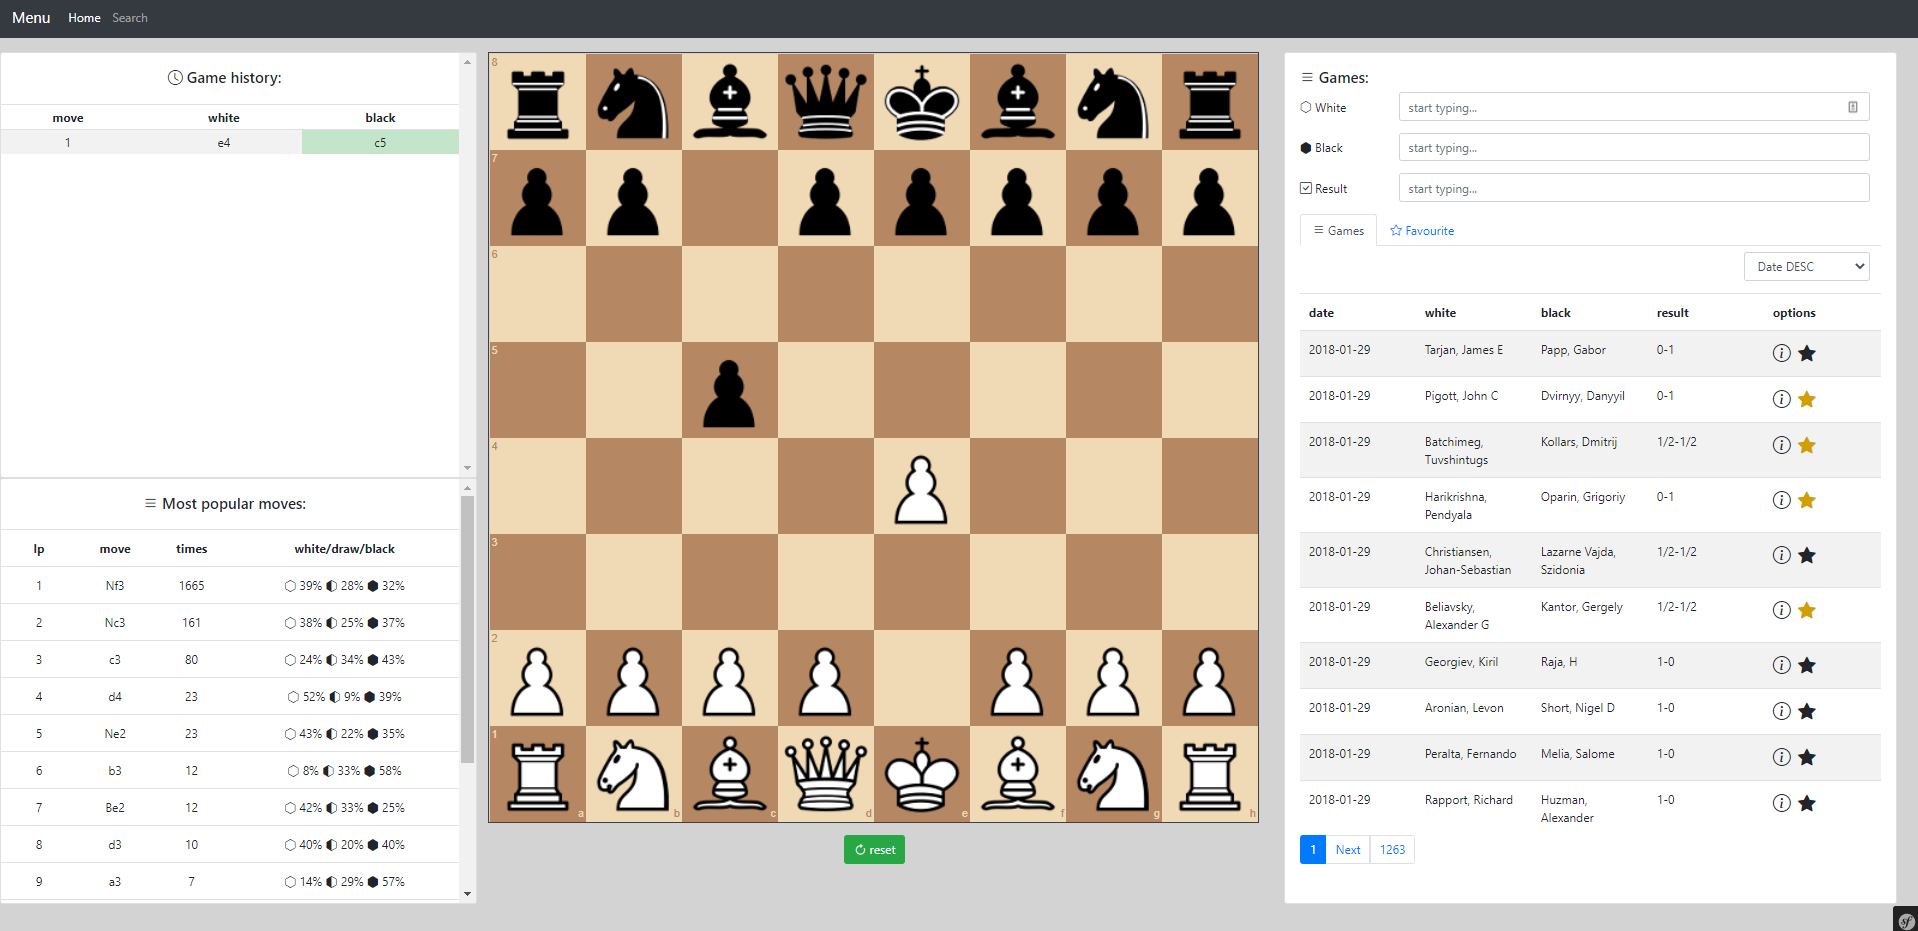 Menu Home Search
Game history:
move white black
1 e4 c5
Most popular moves:
lp move times white/draw/black
1 Nf3 1665 39% 28% 32%
2 Nc3 161 38% 25% 37%
3 c3 80 24% 34% 43%
4 d4 23 52% 9% 39%
5 Ne2 23 43% 22% 35%
6 b3 12 8% 33% 58%
7 Be2 12 42% 33% 25%
8 d3 10 40% 20% 40%
9 a3 7 14% 29% 57%
8
7
6
5
4
3
2
1
a b c d e f g h
reset
Games:
White start typing...
Black start typing...
Result start typing...
Games Favourite
Date DESC
date white black result options
2018-01-29 Tarjan, James E Papp, Gabor 0-1
2018-01-29 Pigott, John C Dvirnyy, Danyyil 0-1
2018-01-29 Batchimeg, Kollars, Dmitrij 1/2-1/2
Tuvshintugs
2018-01-29 Harikrishna, Oparin, Grigoriy 0-1
Pendyala
2018-01-29 Christiansen, Lazarne Vajda, 1/2-1/2
Johan-Sebastian Szidonia
2018-01-29 Beliavsky, Kantor, Gergely 1/2-1/2
Alexander G
2018-01-29 Georgiev, Kiril Raja, H 1-0
2018-01-29 Aronian, Levon Short, Nigel D 1-0
2018-01-29 Peralta, Fernando Melia, Salome 1-0
2018-01-29 Rapport, Richard Huzman, 1-0
Alexander
1 Next 1263
sf